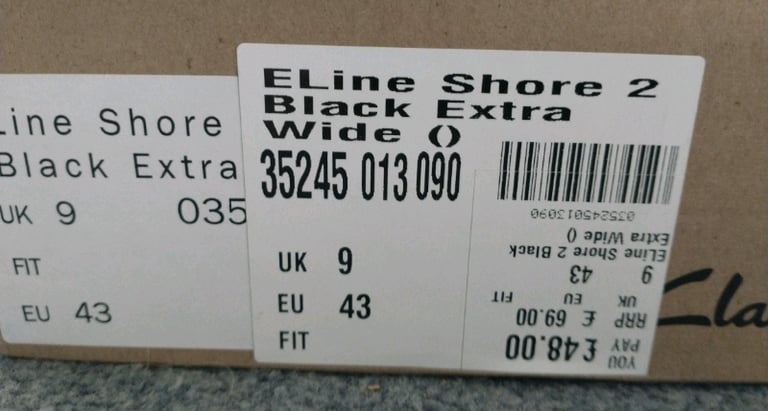 Line Shore
Black Extra
UK 9 035
FIT
EU 43
ELine Shore 2
Black Extra
Wide ()
35245 013 090
UK 9
EU 43
FIT
YOU PAY £48.00
RRP £ 69.00
UK EU FIT
9 43
ELine Shore 2 Black
Extra Wide ()
035245013090
Cla